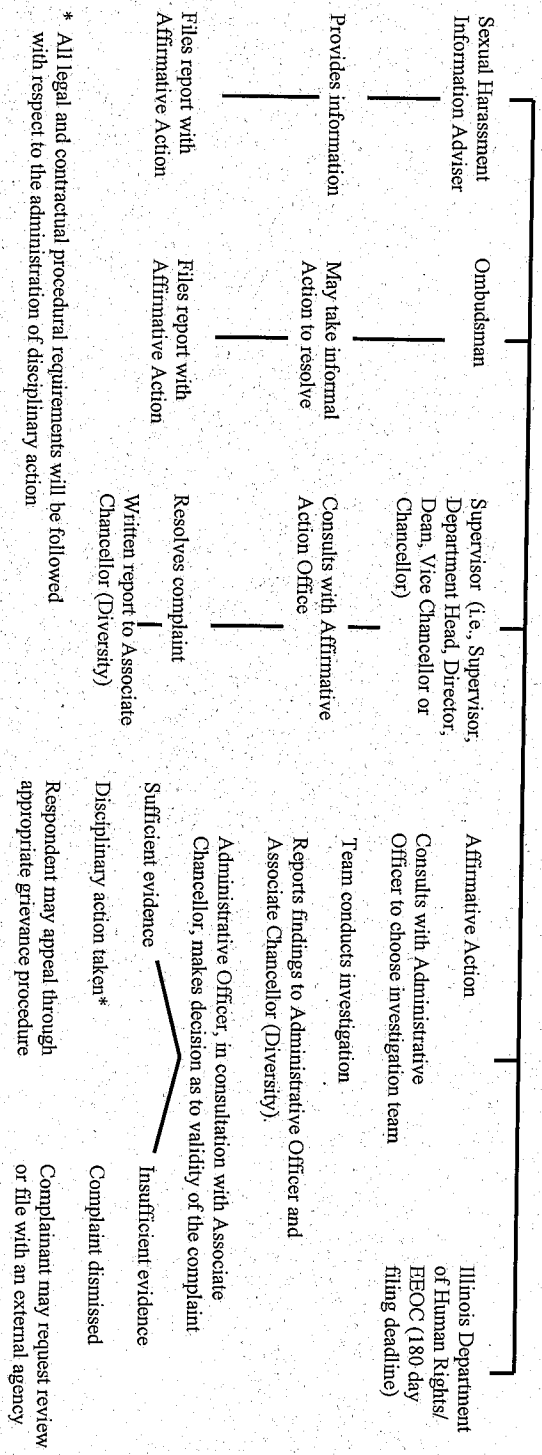 Sexual Harassment
Information Adviser
Provides information
Files report with
Affirmative Action
Ombudsman
May take informal
Action to resolve
Files report with
Affirmative Action
Supervisor (i.e., Supervisor,
Department Head, Director,
Dean, Vice Chancellor or
Chancellor)
Consults with Affirmative
Action Office
Resolves complaint
Written report to Associate
Chancellor (Diversity)
Affirmative Action
Consults with Administrative
Officer to choose investigation team
Team conducts investigation
Reports findings to Administrative Officer and
Associate Chancellor (Diversity).
Administrative Officer, in consultation with Associate
Chancellor, makes decision as to validity of the complaint
Sufficient evidence
Disciplinary action taken*
Respondent may appeal through
appropriate grievance procedure
Insufficient evidence
Complaint dismissed
Complainant may request review
or file with an external agency
Illinois Department
of Human Rights/
EEOC (180 day
filing deadline)
* All legal and contractual procedural requirements will be followed
with respect to the administration of disciplinary action